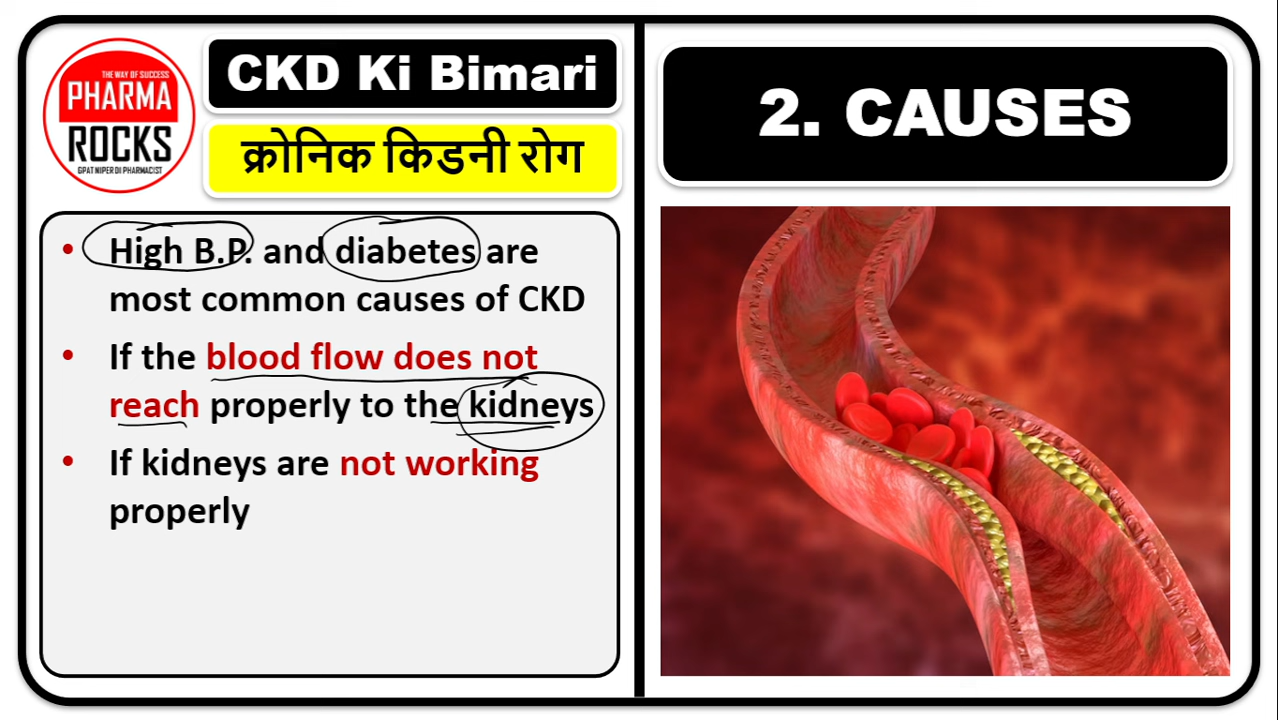 THE WAY OF SUCCESS
PHARMA
ROCKS
GPAT NIPER DI PHARMACIST
CKD Ki Bimari
क्रोनिक किडनी रोग
• High B.P. and diabetes are
most common causes of CKD
• If the blood flow does not
reach properly to the kidneys
• If kidneys are not working
properly
2. CAUSES